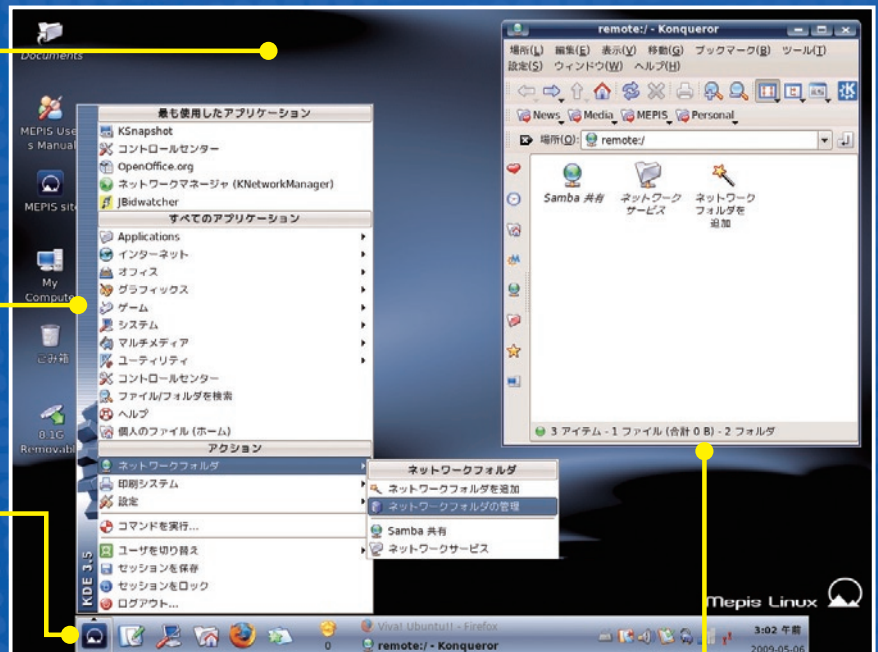 Documents
MEPIS User
s Manual
MEPIS site
My
Computer
ごみ箱
8.1G
Removabl
最も使用したアプリケーション
KSnapshot
コントロールセンター
OpenOffice.org
ネットワークマネージャ (KNetworkManager)
JBidwatcher
すべてのアプリケーション
Applications
インターネット
オフィス
グラフィックス
ゲーム
システム
マルチメディア
ユーティリティ
コントロールセンター
ファイル/フォルダを検索
ヘルプ
個人のファイル (ホーム)
アクション
ネットワークフォルダ
印刷システム
設定
コマンドを実行...
ユーザを切り替え
セッションを保存
セッションをロック
ログアウト...
KDE 3.5
ネットワークフォルダ
ネットワークフォルダを追加
ネットワークフォルダの管理
Samba 共有
ネットワークサービス
remote:/ - Konqueror
場所(L) 編集(E) 表示(V) 移動(G) ブックマーク(B) ツール(T)
設定(S) ウィンドウ(W) ヘルプ(H)
News Media MEPIS Personal
場所(O): remote:/
Samba 共有
ネットワーク
サービス
ネットワーク
フォルダを
追加
3 アイテム - 1 ファイル (合計 0 B) - 2 フォルダ
Mepis Linux
0
Viva! Ubuntu!! - Firefox
remote:/ - Konqueror
3:02 午前
2009-05-06